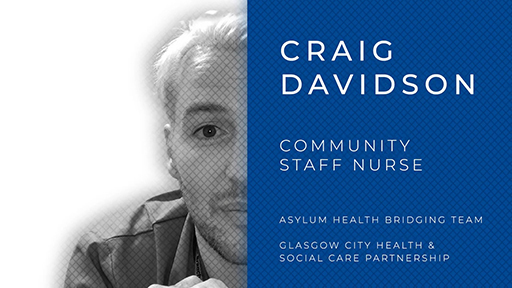 CRAIG
DAVIDSON
COMMUNITY
STAFF NURSE
ASYLUM HEALTH BRIDGING TEAM
GLASGOW CITY HEALTH &
SOCIAL CARE PARTNERSHIP